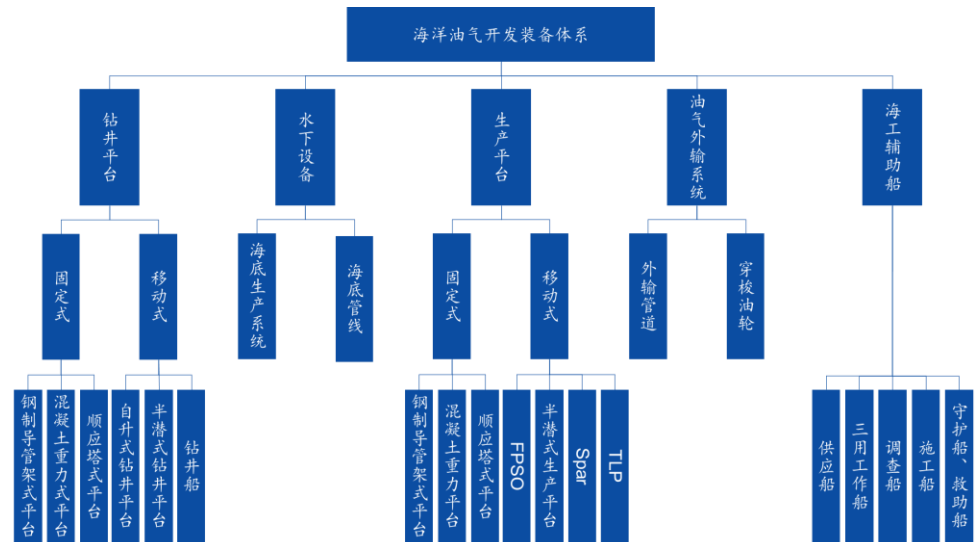 海洋油气开发装备体系
钻井平台
水下设备
生产平台
油气外输系统
海工辅助船
固定式
移动式
海底生产系统
海底管线
固定式
移动式
外输管道
穿梭油轮
钢制导管架式平台
混凝土重力式平台
顺应塔式平台
自升式钻井平台
半潜式钻井平台
钻井船
钢制导管架式平台
混凝土重力平台
顺应塔式平台
FPSO
半潜式生产平台
Spar
TLP
供应船
三用工作船
调查船
施工船
守护船、救助船